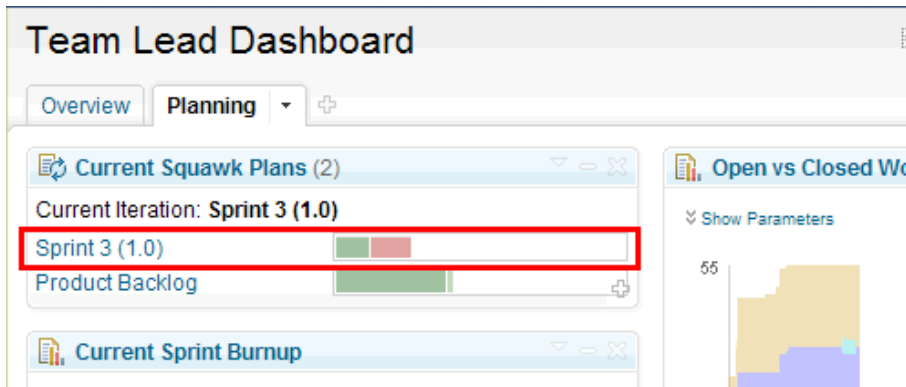 Team Lead Dashboard
Overview
Planning
Current Squawk Plans (2)
Current Iteration: Sprint 3 (1.0)
Sprint 3 (1.0)
Product Backlog
Current Sprint Burnup
Open vs Closed Wo
Show Parameters
55